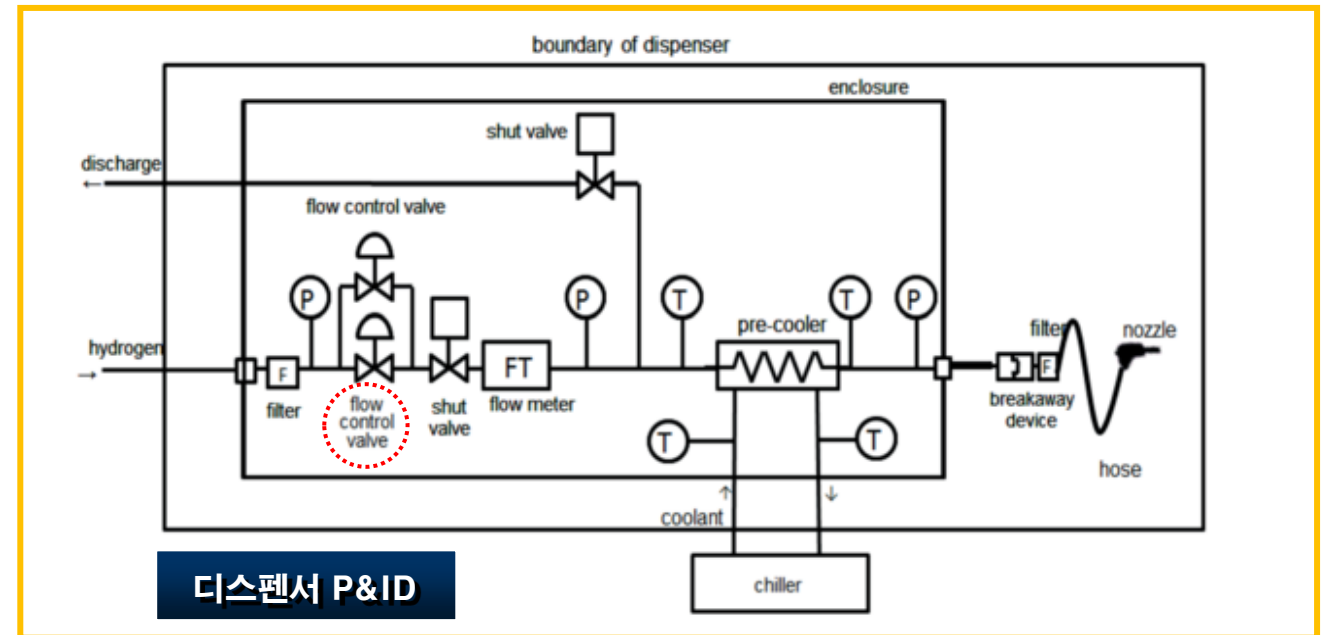 boundary of dispenser
enclosure
shut valve
discharge
←
flow control valve
P
P
T
T
P
pre-cooler
filter
nozzle
hydrogen
→
F
FT
F
filter
flow
control
valve
shut
valve
flow meter
breakaway
device
T
T
hose
↑
↓
coolant
chiller
디스펜서 P&ID